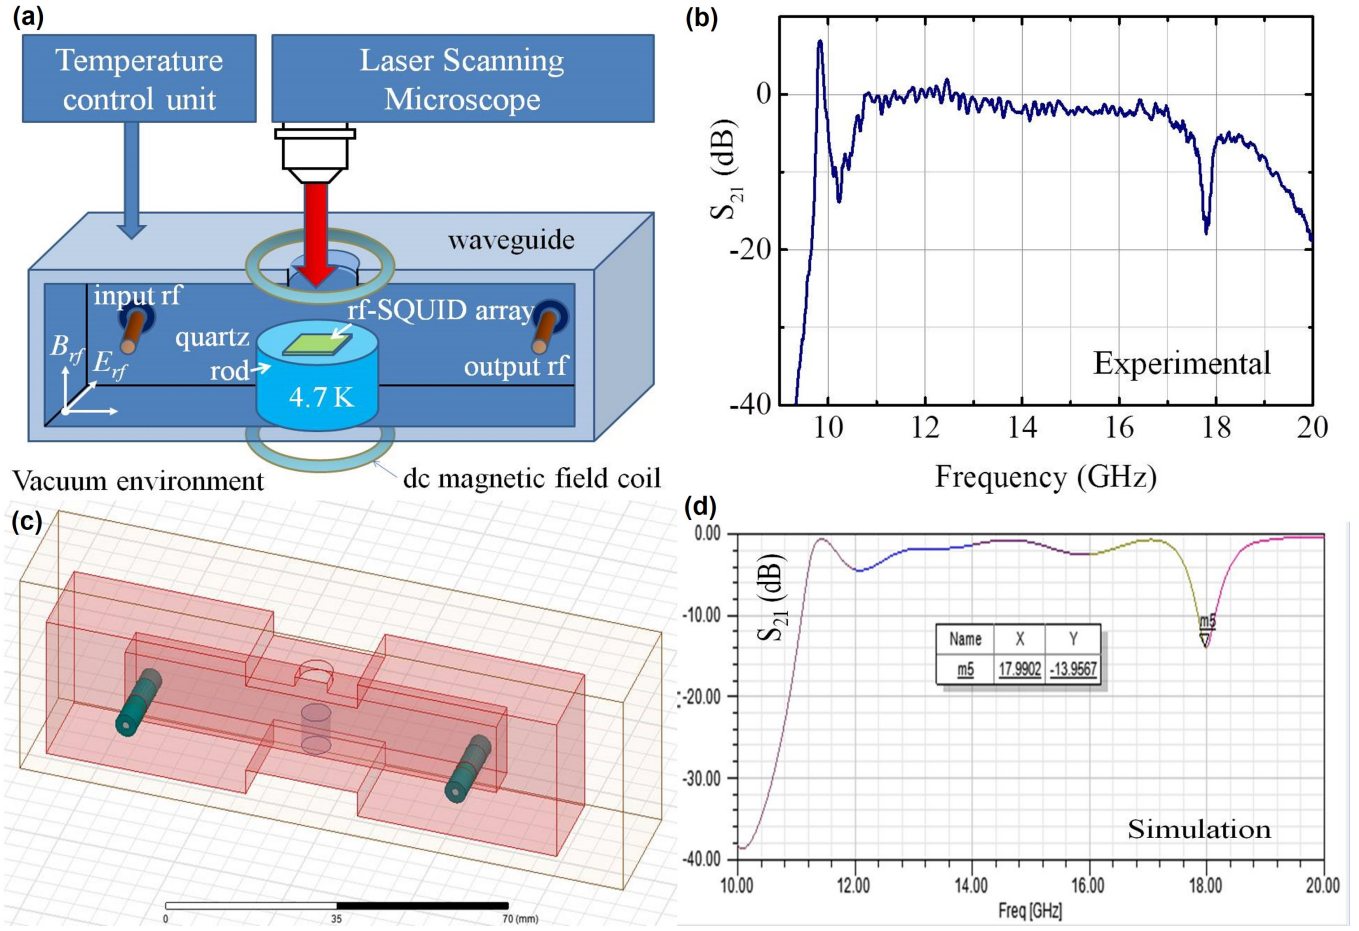 (a)
Temperature
control unit
Laser Scanning
Microscope
waveguide
input rf
rf-SQUID array
quartz
rod
output rf
B_rf
E_rf
4.7 K
Vacuum environment
dc magnetic field coil
(b)
S21 (dB)
0
-20
-40
Experimental
10 12 14 16 18 20
Frequency (GHz)
(c)
0 35 70 (mm)
(d)
S21 (dB)
0.00
-10.00
-20.00
-30.00
-40.00
m5
Name X Y
m5 17.9902 -13.9567
Simulation
10.00 12.00 14.00 16.00 18.00 20.00
Freq [GHz]